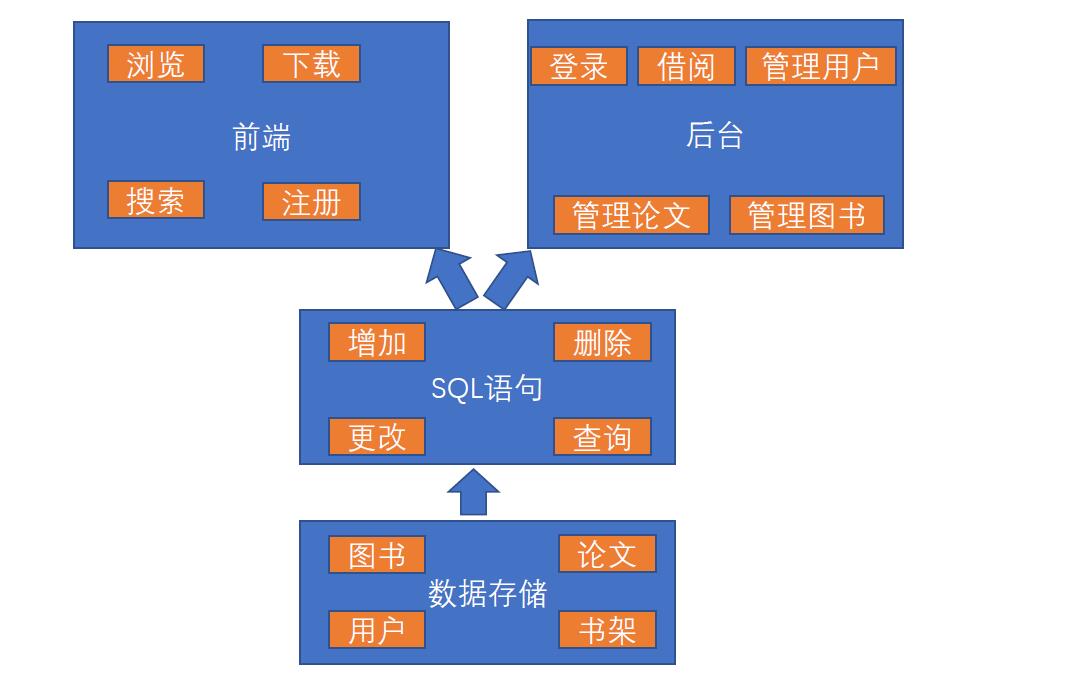 浏览
下载
前端
搜索
注册
登录
借阅
管理用户
后台
管理论文
管理图书
增加
删除
SQL语句
更改
查询
图书
论文
数据存储
用户
书架